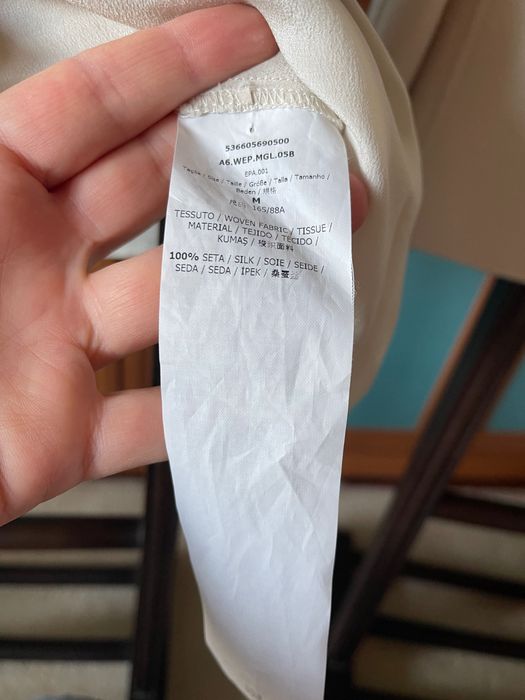 536605690500
A6.WEP.MGL.05B
EPA.001
Taglia / Size / Taille / Größe / Talla / Tamanho /
Beden / 规格
M
165/88A
TESSUTO / WOVEN FABRIC / TISSUE /
MATERIAL / TEJIDO / TECIDO /
KUMAŞ / 梭织面料
100% SETA / SILK / SOIE / SEIDE /
SEDA / SEDA / İPEK / 桑蚕丝